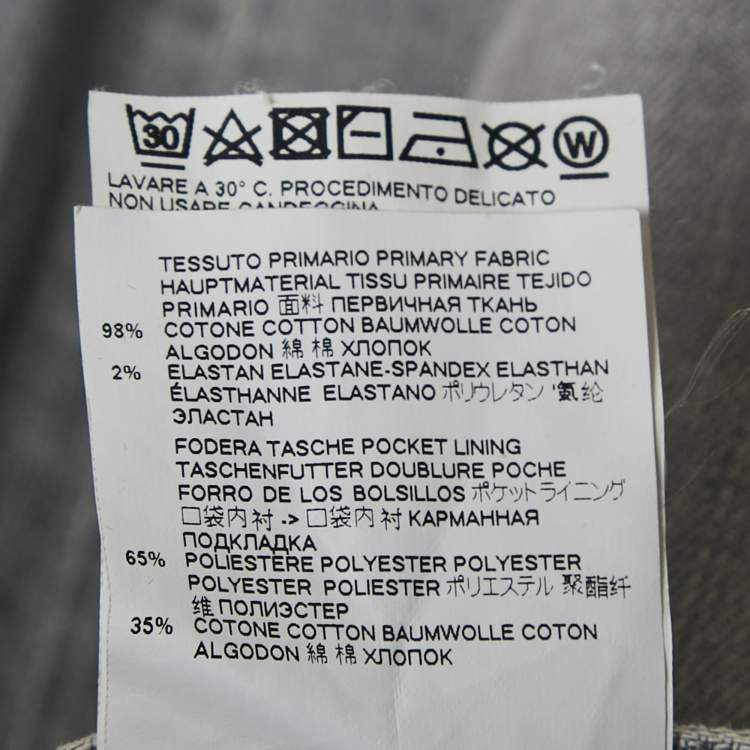 30 W
LAVARE A 30° C. PROCEDIMENTO DELICATO
NON USARE CANDEGGINA
TESSUTO PRIMARIO PRIMARY FABRIC
HAUPTMATERIAL TISSU PRIMAIRE TEJIDO
PRIMARIO 面料 ПЕРВИЧНАЯ ТКАНЬ
98% COTONE COTTON BAUMWOLLE COTON
ALGODON 綿 棉 ХЛОПОК
2% ELASTAN ELASTANE-SPANDEX ELASTHAN
ÉLASTHANNE ELASTANO ポリウレタン '氨纶
ЭЛАСТАН
FODERA TASCHE POCKET LINING
TASCHENFUTTER DOUBLURE POCHE
FORRO DE LOS BOLSILLOS ポケットライニング
口袋内衬 -> 口袋内衬 КАРМАННАЯ
ПОДКЛАДКА
65% POLIESTERE POLYESTER POLYESTER
POLYESTER POLIESTER ポリエステル 聚酯纤
维 ПОЛИЭСТЕР
35% COTONE COTTON BAUMWOLLE COTON
ALGODON 綿 棉 ХЛОПОК